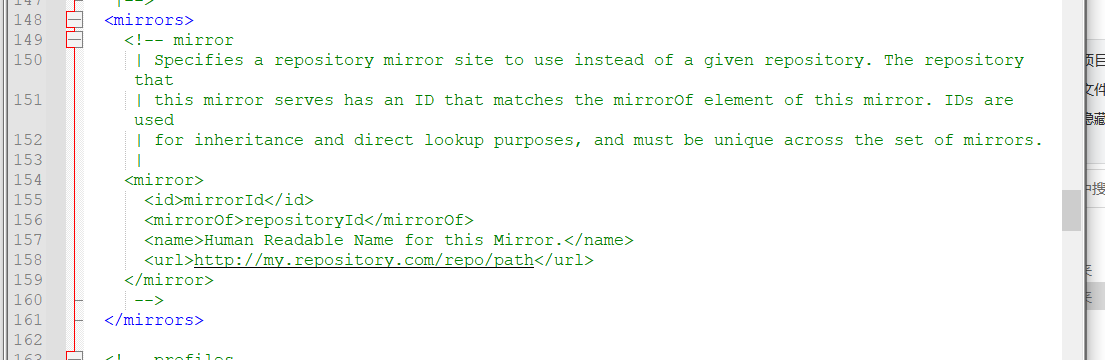 147 |-->
148 <mirrors>
149 <!-- mirror
150 | Specifies a repository mirror site to use instead of a given repository. The repository
that
151 | this mirror serves has an ID that matches the mirrorOf element of this mirror. IDs are
used
152 | for inheritance and direct lookup purposes, and must be unique across the set of mirrors.
153 |
154 <mirror>
155 <id>mirrorId</id>
156 <mirrorOf>repositoryId</mirrorOf>
157 <name>Human Readable Name for this Mirror.</name>
158 <url>http://my.repository.com/repo/path</url>
159 </mirror>
160 -->
161 </mirrors>
162
163 <!-- profiles
项目
文件
隐藏
中搜